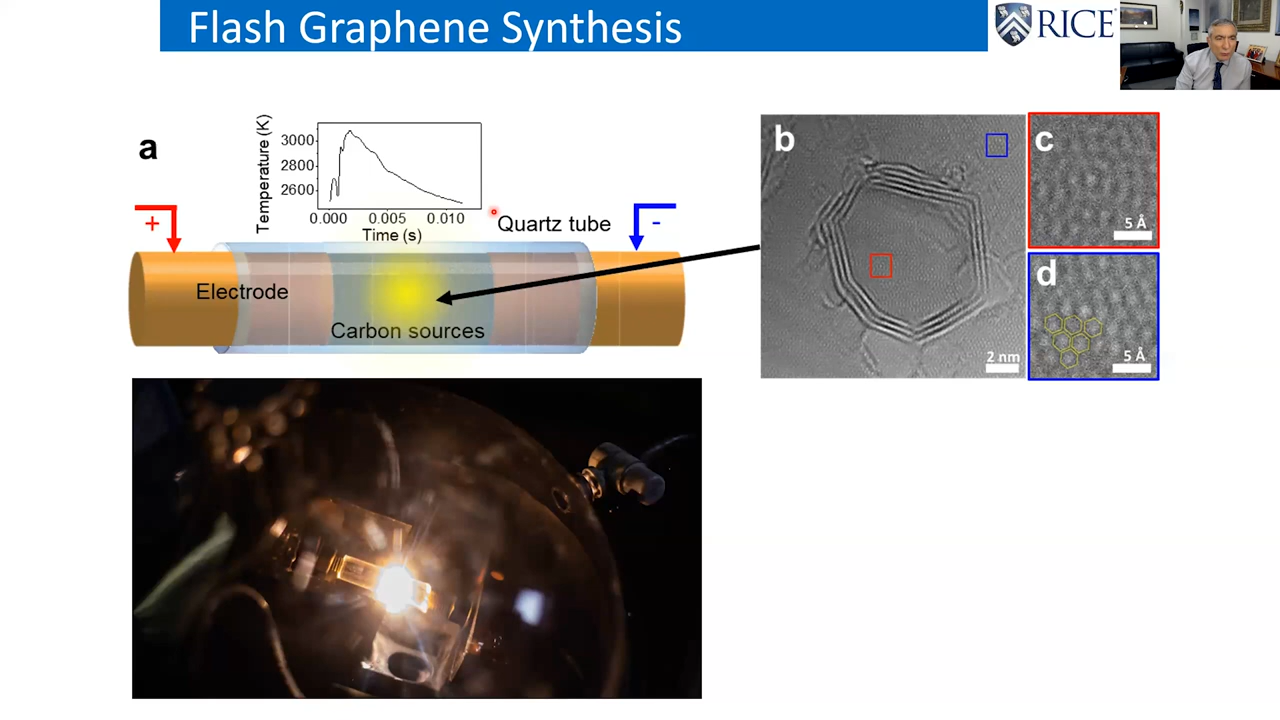 Flash Graphene Synthesis
RICE
a
Temperature (K)
3000
2800
2600
0.000
0.005
0.010
Time (s)
+
Quartz tube
-
Electrode
Carbon sources
b
2 nm
c
5 Å
d
5 Å